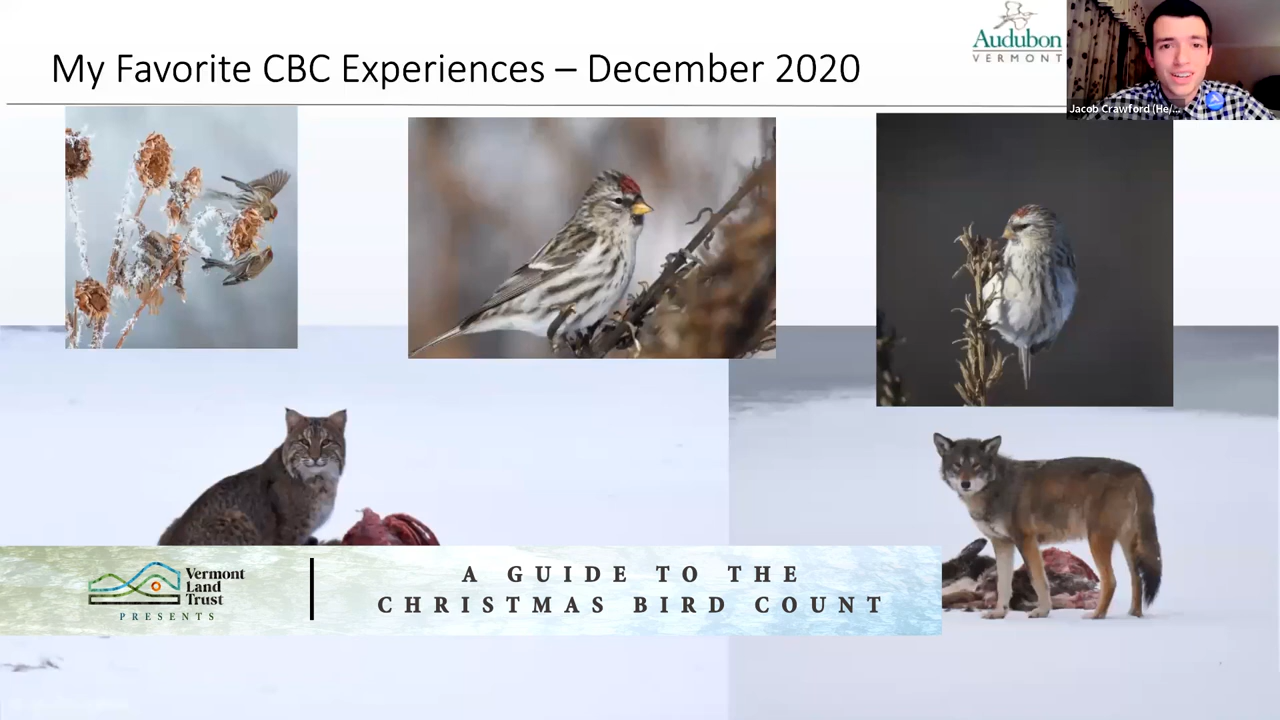 My Favorite CBC Experiences – December 2020
Audubon
VERMONT
Jacob Crawford (He/...
Vermont
Land
Trust
PRESENTS
A GUIDE TO THE
CHRISTMAS BIRD COUNT